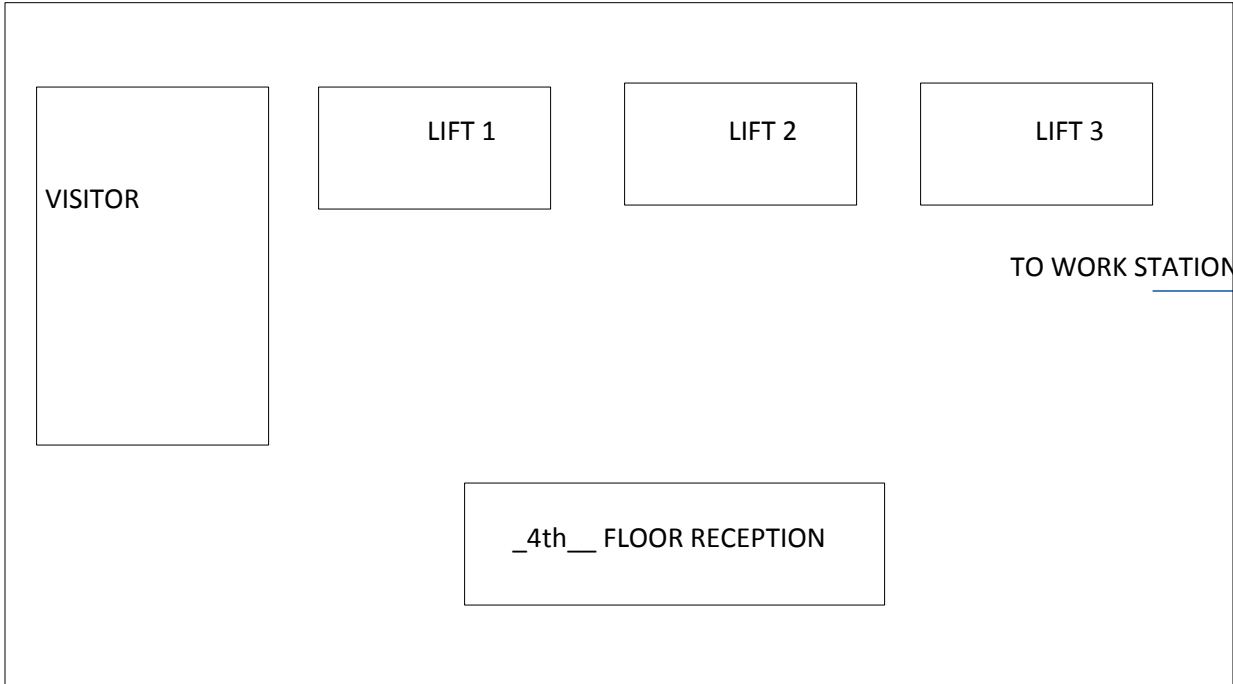 LIFT 1
LIFT 2
LIFT 3
VISITOR
TO WORK STATION
_4th__ FLOOR RECEPTION